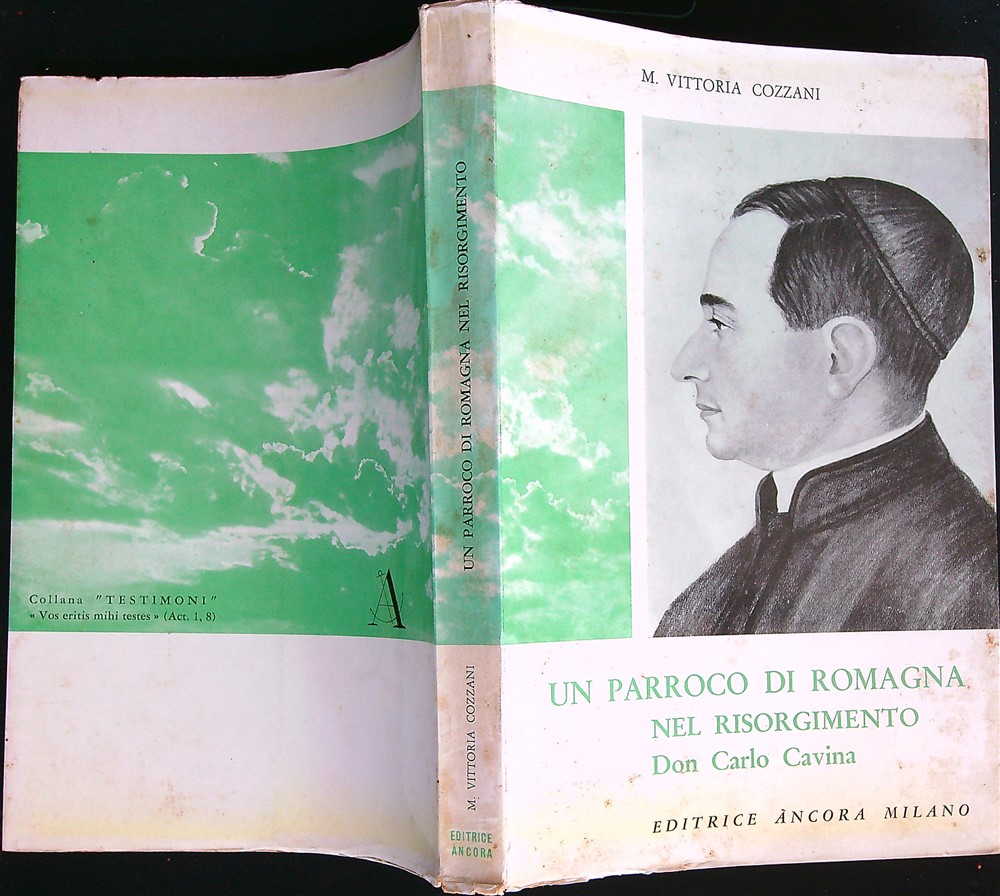 Collana "TESTIMONI"
« Vos eritis mihi testes » (Act. 1, 8)
A
UN PARROCO DI ROMAGNA NEL RISORGIMENTO
M. VITTORIA COZZANI
EDITRICE
ÀNCORA
M. VITTORIA COZZANI
UN PARROCO DI ROMAGNA
NEL RISORGIMENTO
Don Carlo Cavina
EDITRICE ÀNCORA MILANO